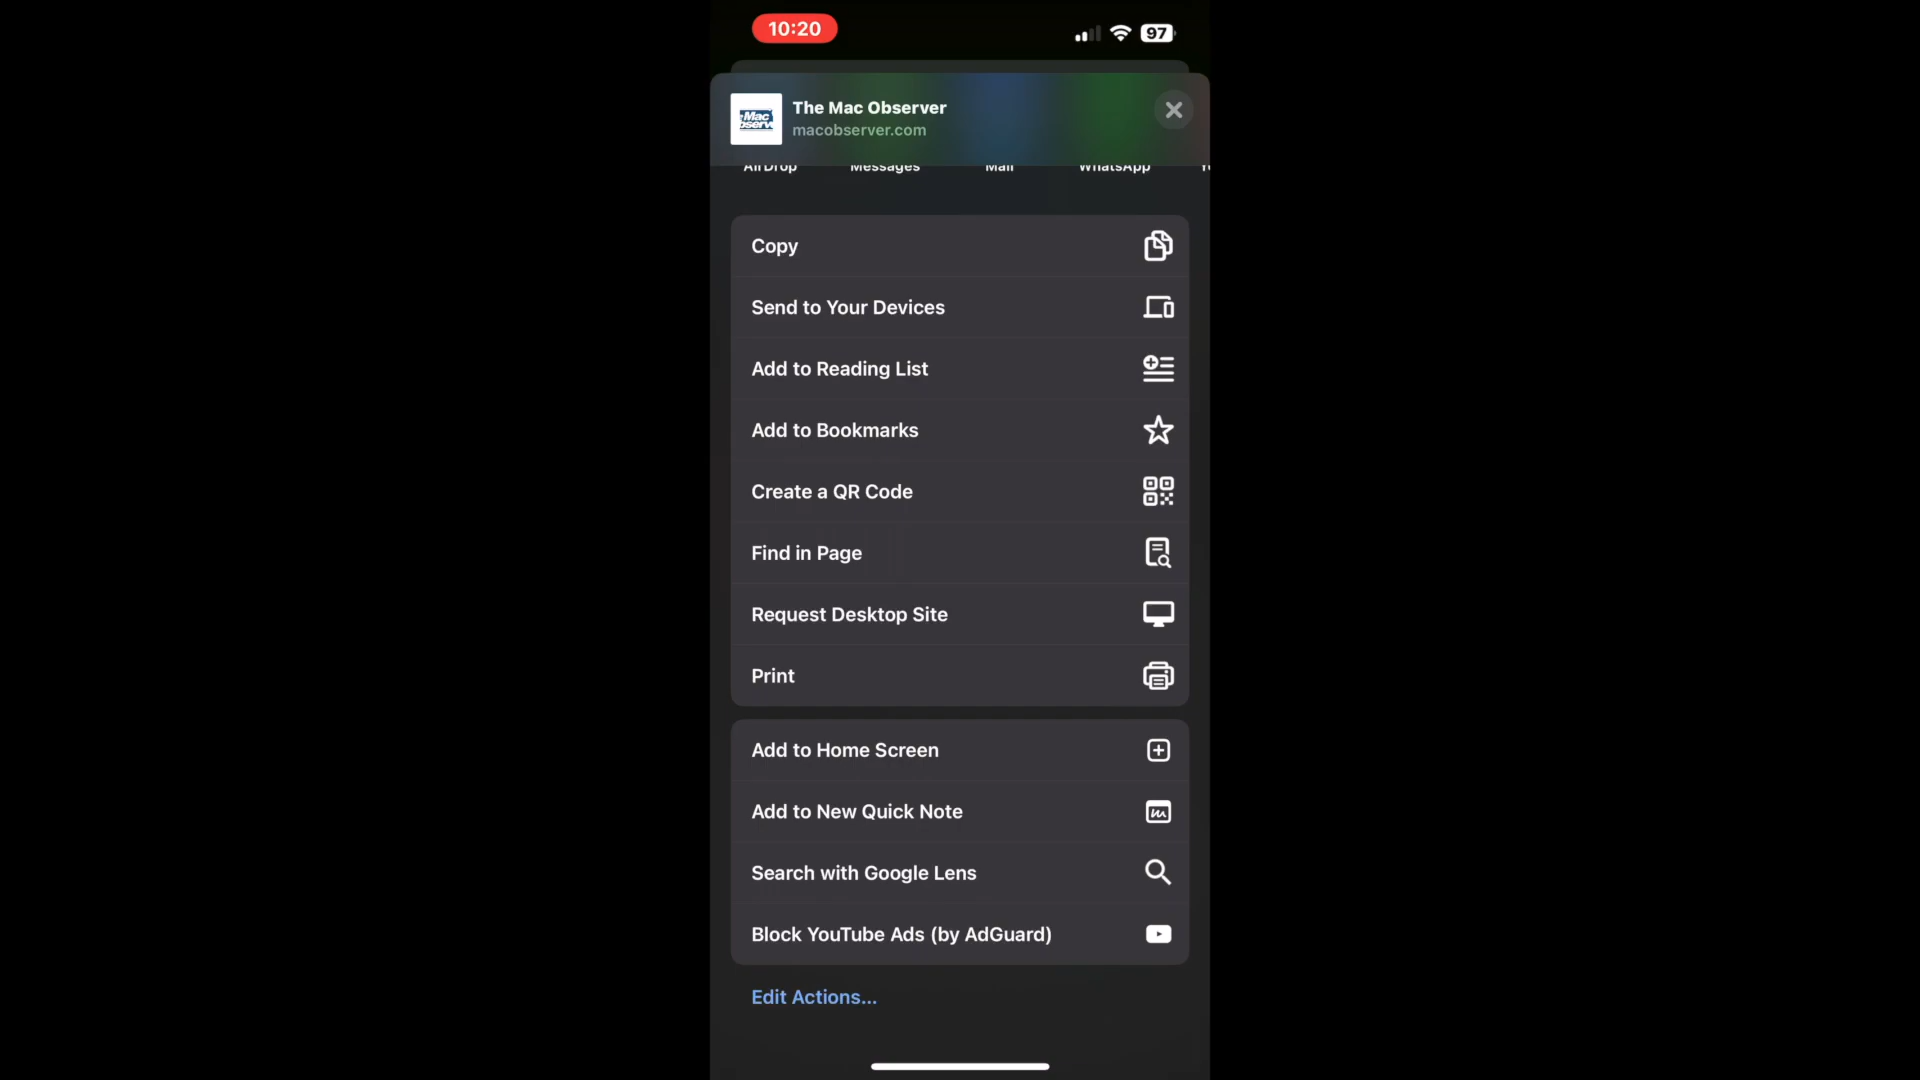 10:20
97
The Mac Observer
macobserver.com
AirDrop Messages Mail WhatsApp
Copy
Send to Your Devices
Add to Reading List
Add to Bookmarks
Create a QR Code
Find in Page
Request Desktop Site
Print
Add to Home Screen
Add to New Quick Note
Search with Google Lens
Block YouTube Ads (by AdGuard)
Edit Actions...